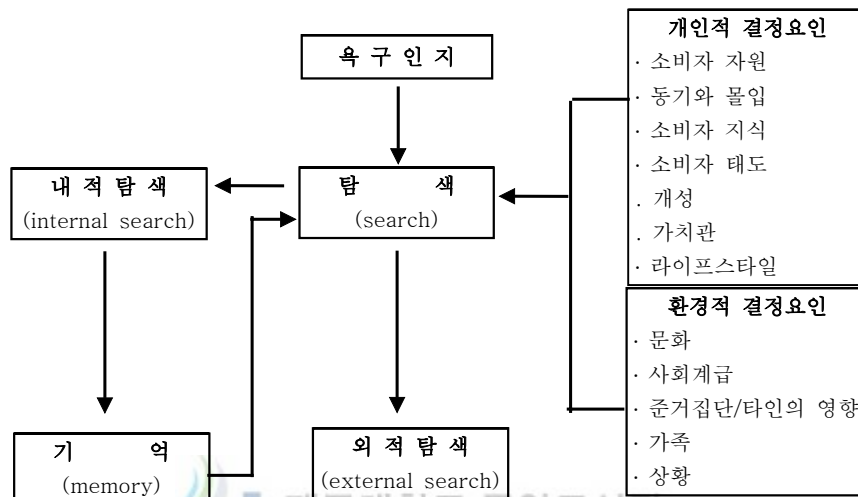 욕 구 인 지
탐 색
(search)
내 적 탐 색
(internal search)
기 억
(memory)
외 적 탐 색
(external search)
개인적 결정요인
· 소비자 자원
· 동기와 몰입
· 소비자 지식
· 소비자 태도
. 개성
. 가치관
· 라이프스타일
환경적 결정요인
· 문화
· 사회계급
· 준거집단/타인의 영향
· 가족
· 상황